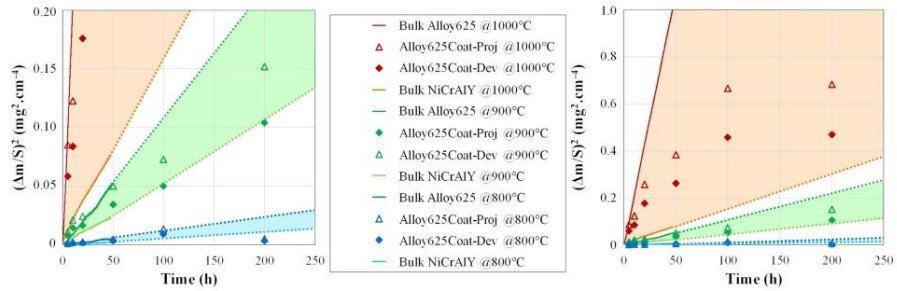 (Δm/S)² (mg².cm⁻⁴)
0.20
0.15
0.10
0.05
0
0 50 100 150 200 250
Time (h)
Bulk Alloy625 @1000°C
Alloy625Coat-Proj @1000°C
Alloy625Coat-Dev @1000°C
Bulk NiCrAlY @1000°C
Bulk Alloy625 @900°C
Alloy625Coat-Proj @900°C
Alloy625Coat-Dev @900°C
Bulk NiCrAlY @900°C
Bulk Alloy625 @800°C
Alloy625Coat-Proj @800°C
Alloy625Coat-Dev @800°C
Bulk NiCrAlY @800°C
(Δm/S)² (mg².cm⁻⁴)
1.0
0.8
0.6
0.4
0.2
0
0 50 100 150 200 250
Time (h)